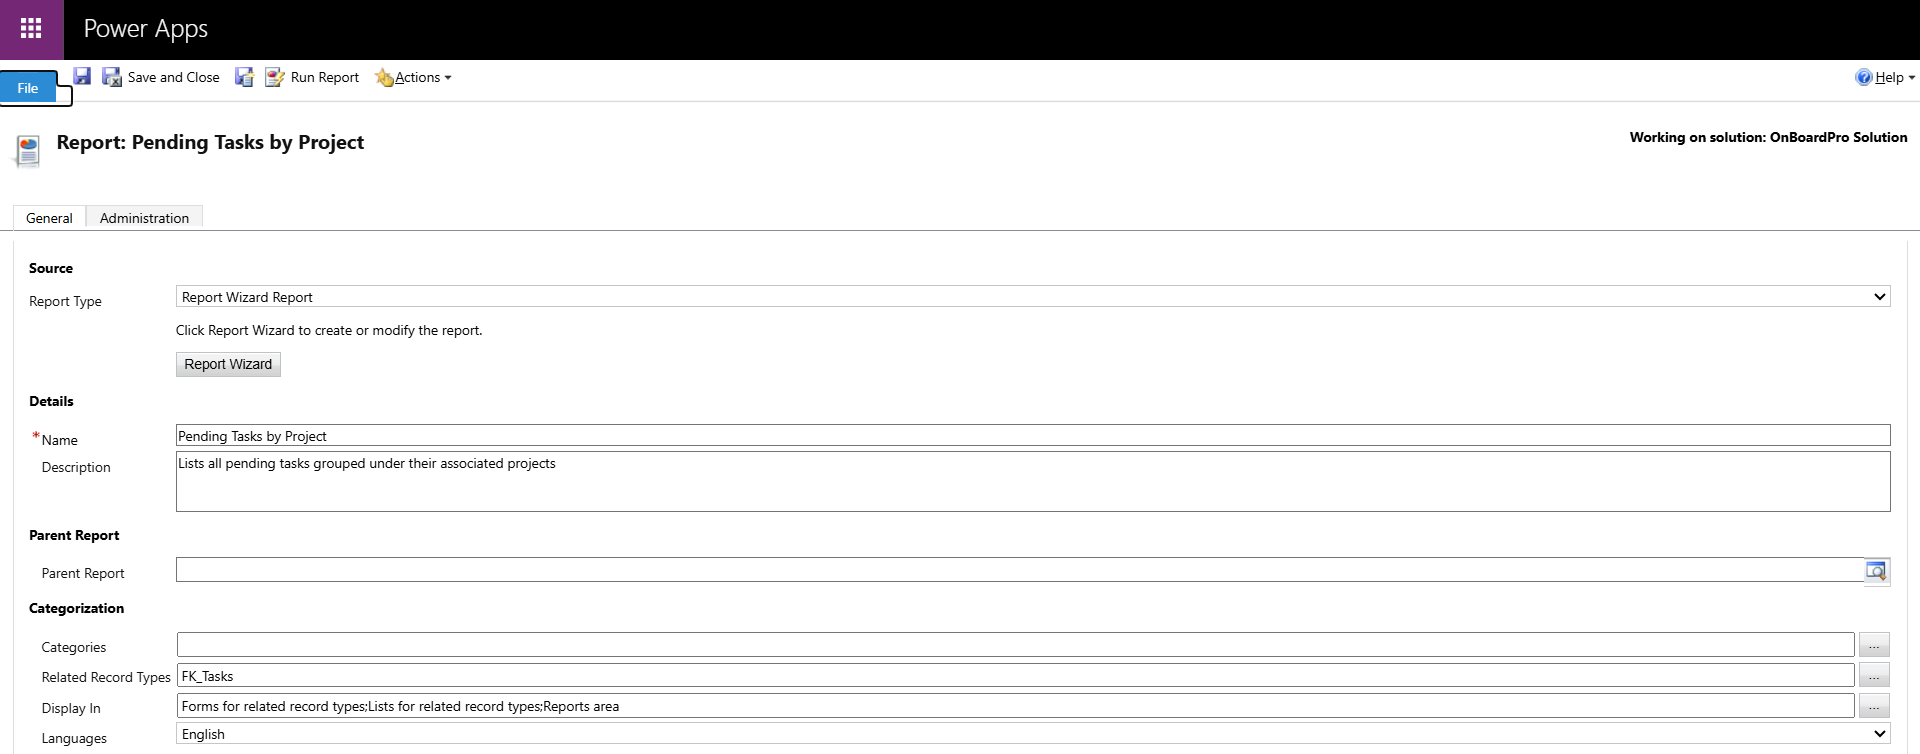 Power Apps
File
Save and Close
Run Report
Actions
Help
Report: Pending Tasks by Project
Working on solution: OnBoardPro Solution
General
Administration
Source
Report Type
Report Wizard Report
Click Report Wizard to create or modify the report.
Report Wizard
Details
*Name
Pending Tasks by Project
Description
Lists all pending tasks grouped under their associated projects
Parent Report
Parent Report
Categorization
Categories
...
Related Record Types
FK_Tasks
...
Display In
Forms for related record types;Lists for related record types;Reports area
...
Languages
English